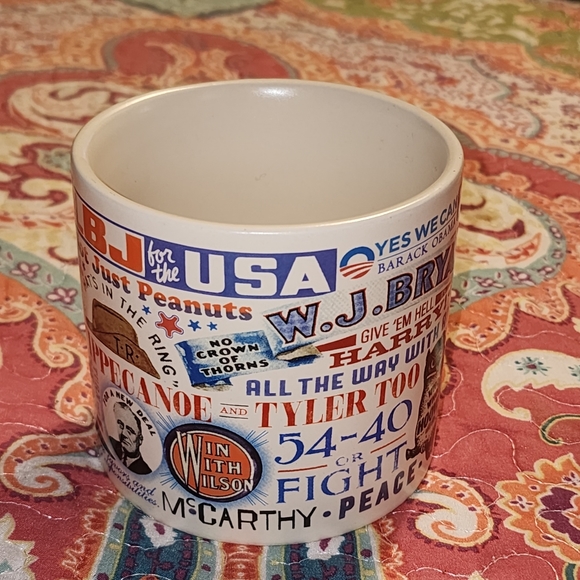 BJ for the USA
YES WE CAN
BARACK OBAMA
Just Peanuts
W.J. BRY
IN THE RING"
T.R.
GIVE 'EM HELL
HARRY
NO
CROWN
OF
THORNS
ALL THE WAY WITH
PPECANOE AND TYLER TOO
A NEW DEAL
WIN
WITH
WILSON
54-40
OR
FIGHT
McCARTHY • PEACE